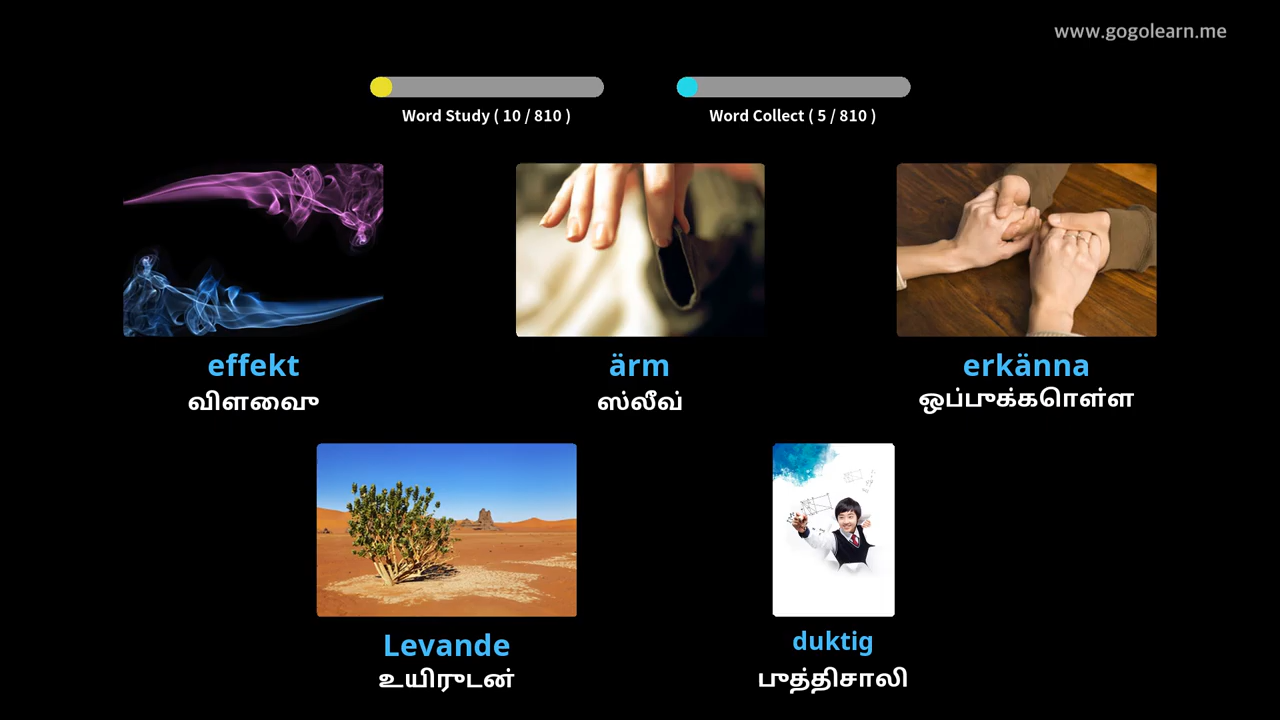 www.gogolearn.me
Word Study ( 10 / 810 )
Word Collect ( 5 / 810 )
effekt
விளைவு
ärm
ஸ்லீவ்
erkänna
ஒப்புக்கொள்ள
Levande
உயிருடன்
duktig
புத்திசாலி